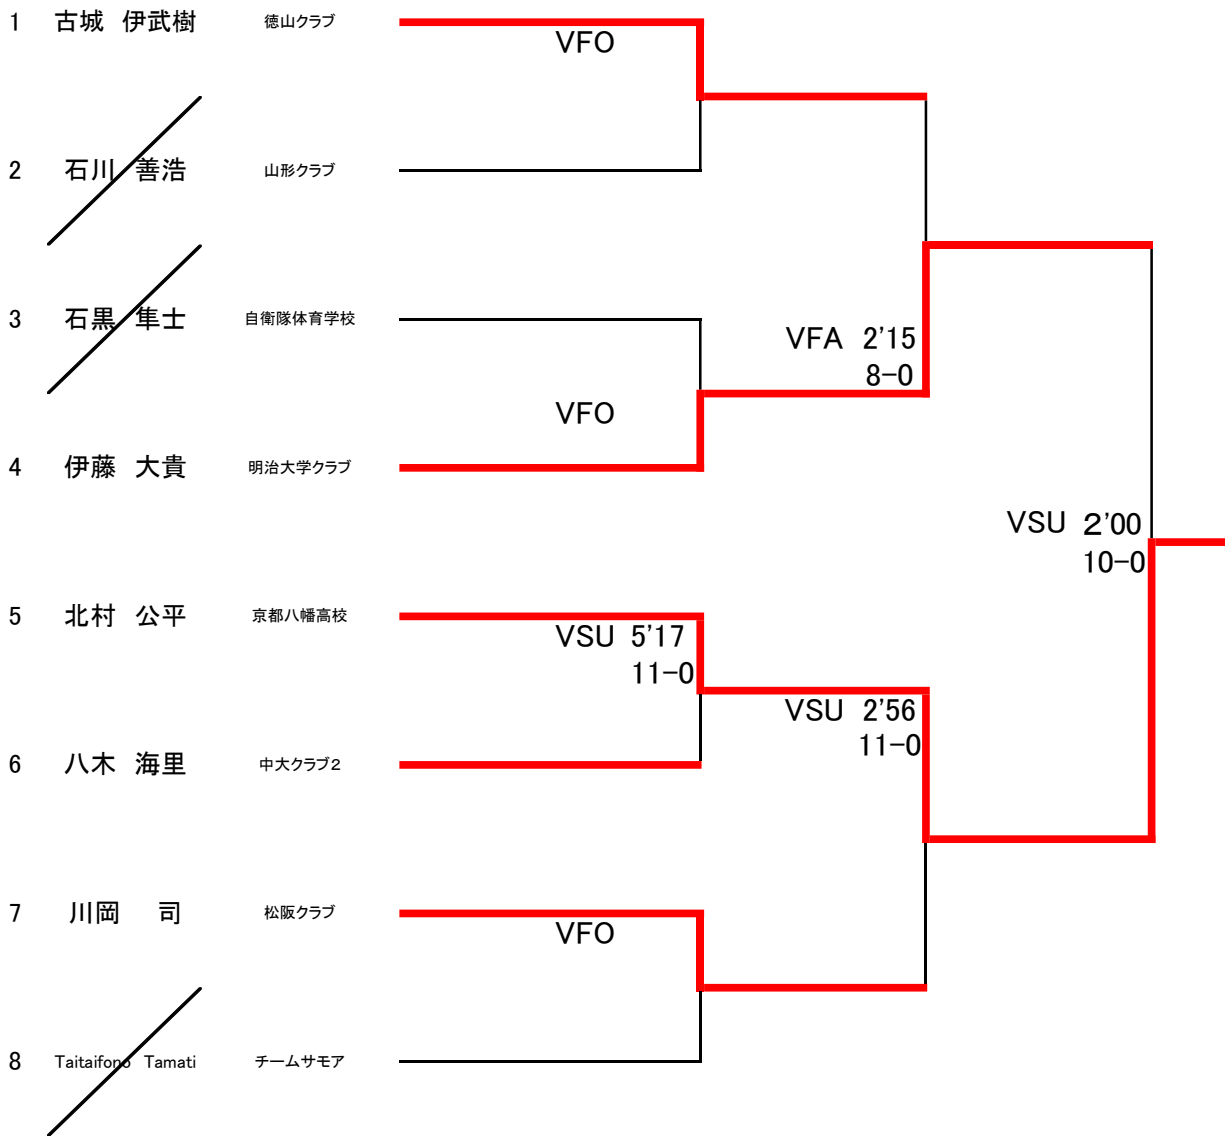 1 古城 伊武樹 徳山クラブ
VFO
2 石川 善浩 山形クラブ
3 石黒 隼士 自衛隊体育学校
VFA 2'15
8-0
VFO
4 伊藤 大貴 明治大学クラブ
VSU 2'00
10-0
5 北村 公平 京都八幡高校
VSU 5'17
11-0
VSU 2'56
11-0
6 八木 海里 中大クラブ2
7 川岡 司 松阪クラブ
VFO
8 Taitaifono Tamati チームサモア